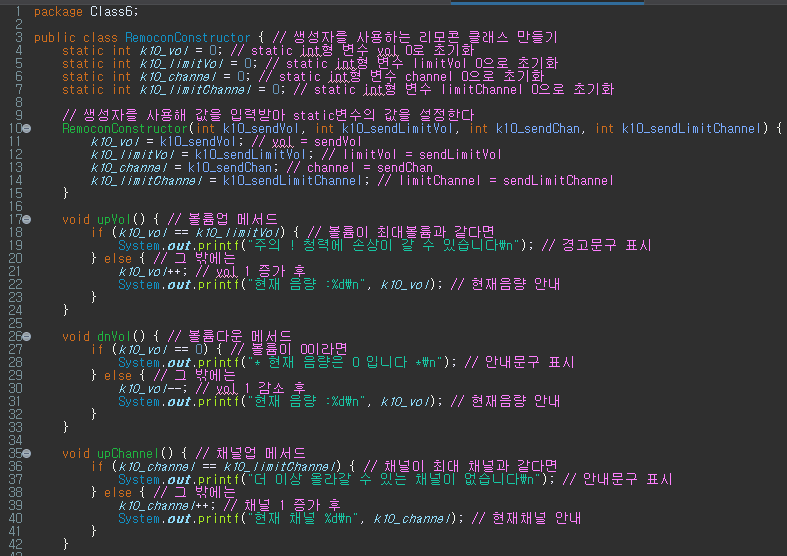 1 package Class6;
2
3 public class RemoconConstructor { // 생성자를 사용하는 리모콘 클래스 만들기
4 static int k10_vol = 0; // static int형 변수 vol 0로 초기화
5 static int k10_limitVol = 0; // static int형 변수 limitVol 0으로 초기화
6 static int k10_channel = 0; // static int형 변수 channel 0으로 초기화
7 static int k10_limitChannel = 0; // static int형 변수 limitChannel 0으로 초기화
8
9 // 생성자를 사용해 값을 입력받아 static변수의 값을 설정한다
10 RemoconConstructor(int k10_sendVol, int k10_sendLimitVol, int k10_sendChan, int k10_sendLimitChannel) {
11 k10_vol = k10_sendVol; // vol = sendVol
12 k10_limitVol = k10_sendLimitVol; // limitVol = sendLimitVol
13 k10_channel = k10_sendChan; // channel = sendChan
14 k10_limitChannel = k10_sendLimitChannel; // limitChannel = sendLimitChannel
15 }
16
17 void upVol() { // 볼륨업 메서드
18 if (k10_vol == k10_limitVol) { // 볼륨이 최대볼륨과 같다면
19 System.out.printf("주의 ! 청력에 손상이 갈 수 있습니다\n"); // 경고문구 표시
20 } else { // 그 밖에는
21 k10_vol++; // vol 1 증가 후
22 System.out.printf("현재 음량 :%d\n", k10_vol); // 현재음량 안내
23 }
24 }
25
26 void dnVol() { // 볼륨다운 메서드
27 if (k10_vol == 0) { // 볼륨이 0이라면
28 System.out.printf("* 현재 음량은 0 입니다 *\n"); // 안내문구 표시
29 } else { // 그 밖에는
30 k10_vol--; // vol 1 감소 후
31 System.out.printf("현재 음량 :%d\n", k10_vol); // 현재음량 안내
32 }
33 }
34
35 void upChannel() { // 채널업 메서드
36 if (k10_channel == k10_limitChannel) { // 채널이 최대 채널과 같다면
37 System.out.printf("더 이상 올라갈 수 있는 채널이 없습니다\n"); // 안내문구 표시
38 } else { // 그 밖에는
39 k10_channel++; // 채널 1 증가 후
40 System.out.printf("현재 채널 %d\n", k10_channel); // 현재채널 안내
41 }
42 }